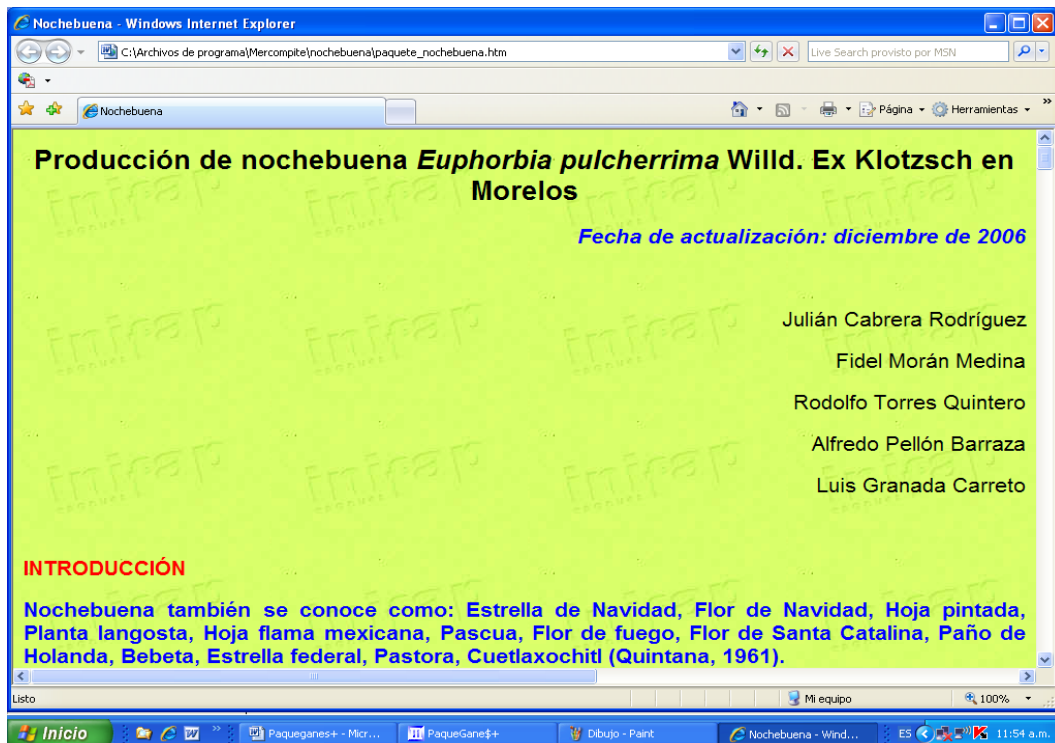 Nochebuena - Windows Internet Explorer
C:\Archivos de programa\Mercompite\nochebuena\paquete_nochebuena.htm
Live Search provisto por MSN
Nochebuena
Página
Herramientas
Producción de nochebuena Euphorbia pulcherrima Willd. Ex Klotzsch en
Morelos
Fecha de actualización: diciembre de 2006
Julián Cabrera Rodríguez
Fidel Morán Medina
Rodolfo Torres Quintero
Alfredo Pellón Barraza
Luis Granada Carreto
INTRODUCCIÓN
Nochebuena también se conoce como: Estrella de Navidad, Flor de Navidad, Hoja pintada,
Planta langosta, Hoja flama mexicana, Pascua, Flor de fuego, Flor de Santa Catalina, Paño de
Holanda, Bebeta, Estrella federal, Pastora, Cuetlaxochitl (Quintana, 1961).
Listo
Mi equipo
100%
Inicio
Paqueganes+ - Micr...
PaqueGane$+
Dibujo - Paint
Nochebuena - Wind...
ES
11:54 a.m.